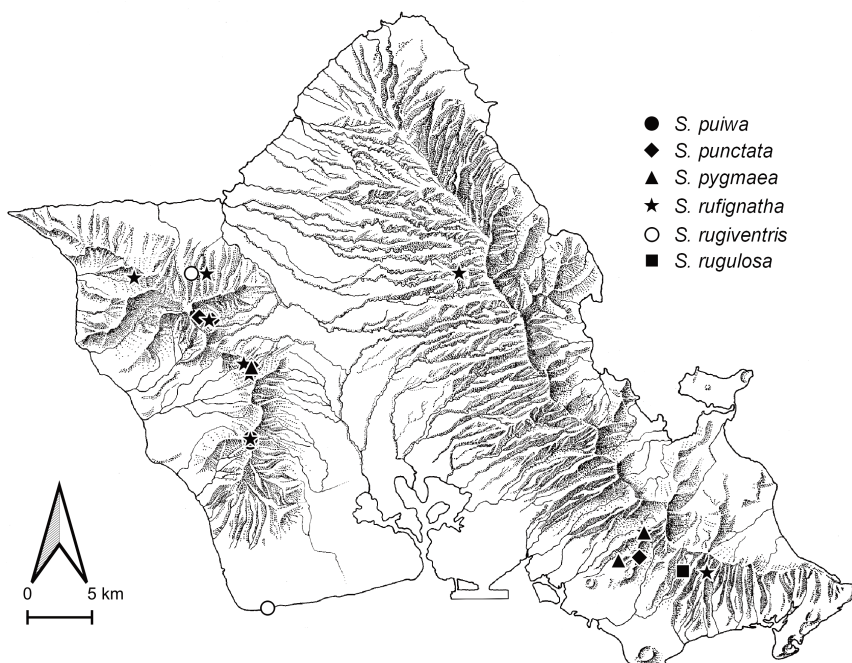 S. puiwa
S. punctata
S. pygmaea
S. rufignatha
S. rugiventris
S. rugulosa
0 5 km